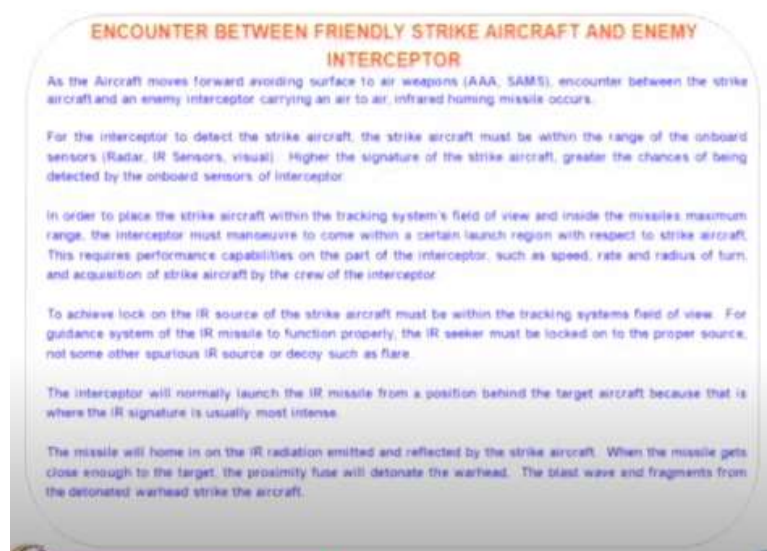 ENCOUNTER BETWEEN FRIENDLY STRIKE AIRCRAFT AND ENEMY
INTERCEPTOR
As the Aircraft moves forward avoiding surface to air weapons (AAA, SAMS), encounter between the strike
aircraft and an enemy interceptor carrying an air to air, infrared homing missile occurs.
For the interceptor to detect the strike aircraft, the strike aircraft must be within the range of the onboard
sensors (Radar, IR Sensors, visual). Higher the signature of the strike aircraft, greater the chances of being
detected by the onboard sensors of interceptor.
In order to place the strike aircraft within the tracking system's field of view and inside the missiles maximum
range, the interceptor must manoeuvre to come within a certain launch region with respect to strike aircraft.
This requires performance capabilities on the part of the interceptor, such as speed, rate and radius of turn,
and acquisition of strike aircraft by the crew of the interceptor
To achieve lock on the IR source of the strike aircraft must be within the tracking systems field of view. For
guidance system of the IR missile to function properly, the IR seeker must be locked on to the proper source,
not some other spurious IR source or decoy such as flare.
The interceptor will normally launch the IR missile from a position behind the target aircraft because that is
where the IR signature is usually most intense.
The missile will home in on the IR radiation emitted and reflected by the strike aircraft. When the missile gets
close enough to the target, the proximity fuse will detonate the warhead. The blast wave and fragments from
the detonated warhead strike the aircraft.